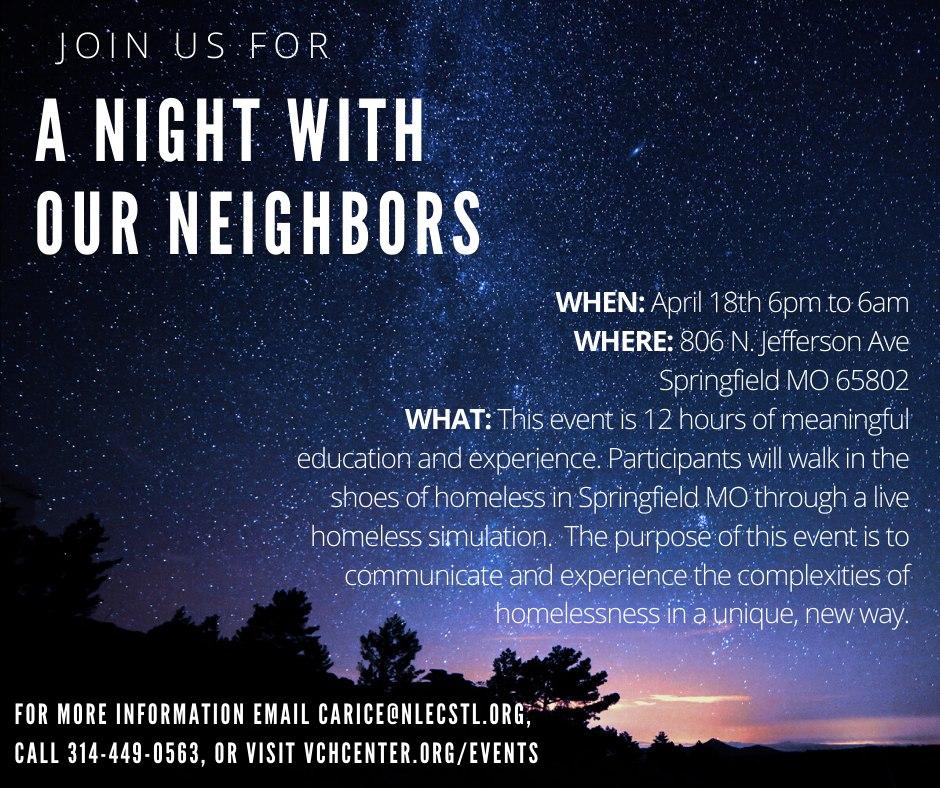 JOIN US FOR
A NIGHT WITH
OUR NEIGHBORS
WHEN: April 18th 6pm to 6am
WHERE: 806 N. Jefferson Ave
Springfield MO 65802
WHAT: This event is 12 hours of meaningful
education and experience. Participants will walk in the
shoes of homeless in Springfield MO through a live
homeless simulation. The purpose of this event is to
communicate and experience the complexities of
homelessness in a unique, new way.
FOR MORE INFORMATION EMAIL CARICE@NLECSTL.ORG,
CALL 314-449-0563, OR VISIT VCHCENTER.ORG/EVENTS